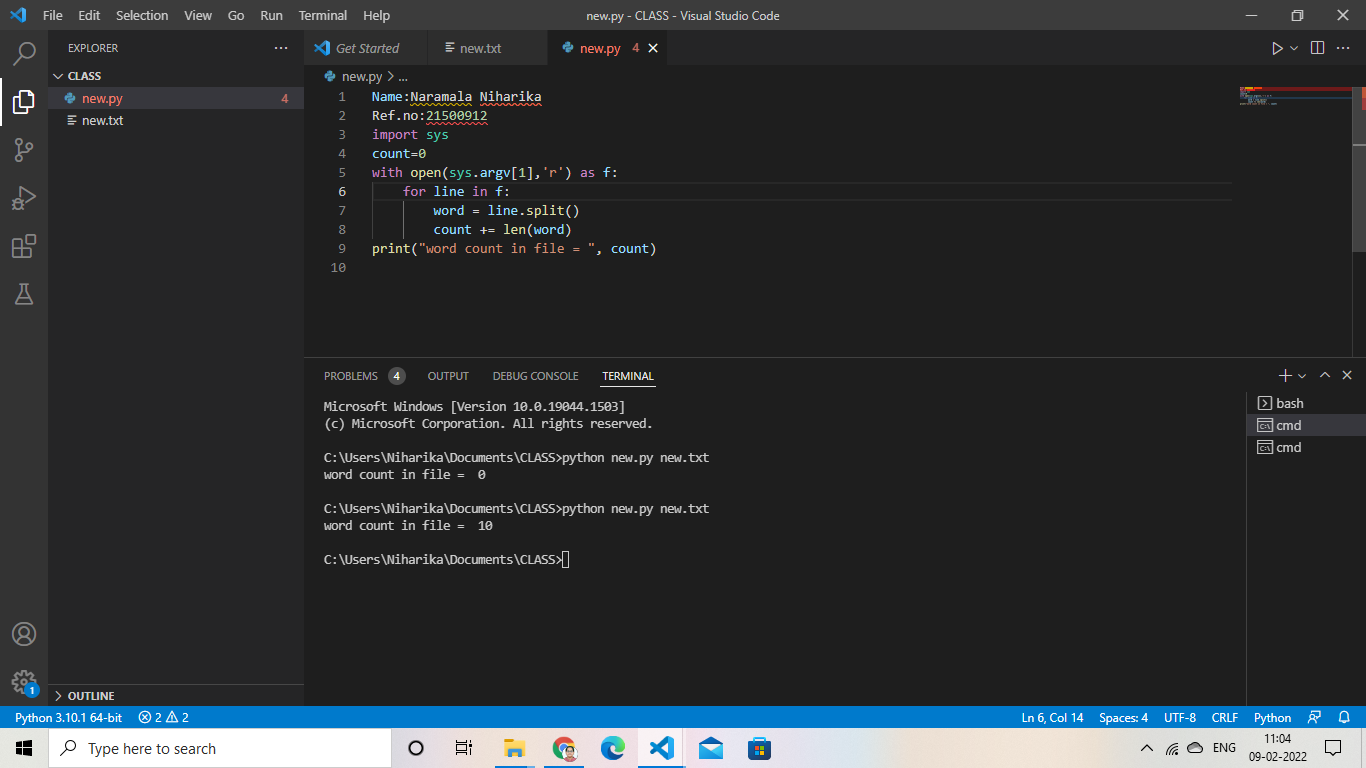 File Edit Selection View Go Run Terminal Help
new.py - CLASS - Visual Studio Code
EXPLORER
CLASS
new.py 4
new.txt
OUTLINE
Get Started
new.txt
new.py 4
new.py > ...
1 Name:Naramala Niharika
2 Ref.no:21500912
3 import sys
4 count=0
5 with open(sys.argv[1],'r') as f:
6 for line in f:
7 word = line.split()
8 count += len(word)
9 print("word count in file = ", count)
10
PROBLEMS 4 OUTPUT DEBUG CONSOLE TERMINAL
Microsoft Windows [Version 10.0.19044.1503]
(c) Microsoft Corporation. All rights reserved.
C:\Users\Niharika\Documents\CLASS>python new.py new.txt
word count in file =  0
C:\Users\Niharika\Documents\CLASS>python new.py new.txt
word count in file =  10
C:\Users\Niharika\Documents\CLASS>
bash
cmd
cmd
1
Python 3.10.1 64-bit 2 2
Ln 6, Col 14 Spaces: 4 UTF-8 CRLF Python
Type here to search
ENG
11:04
09-02-2022